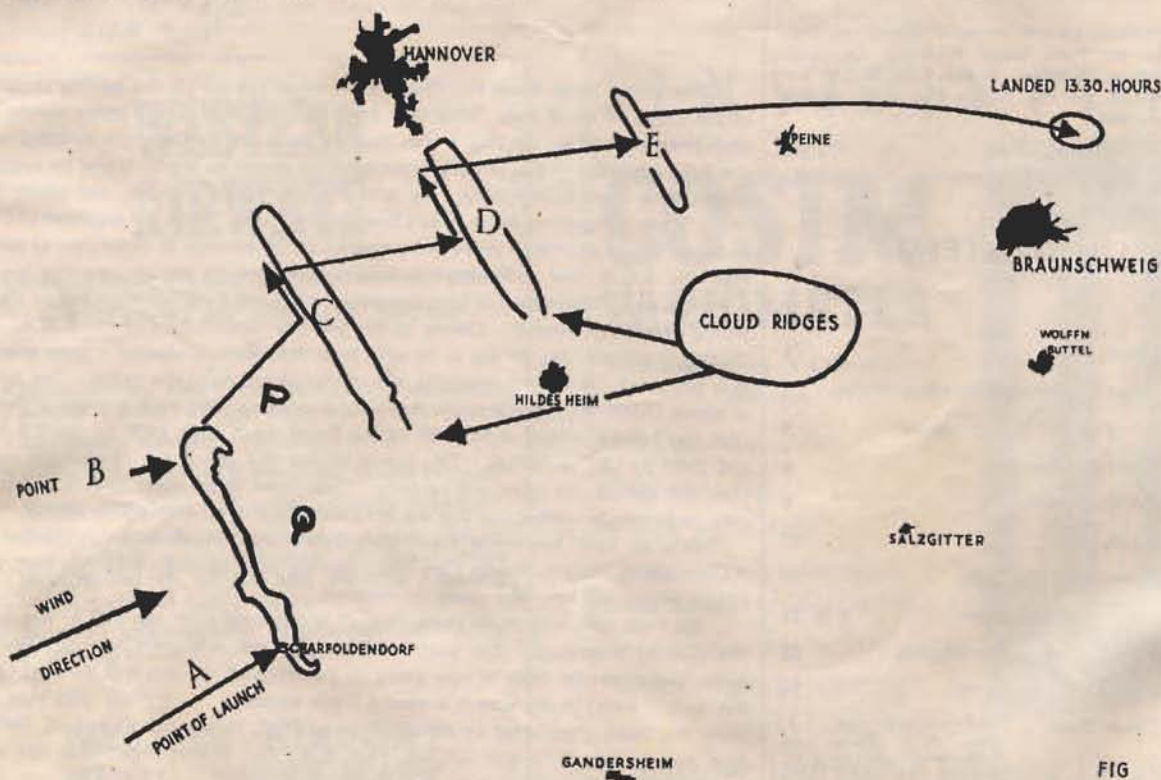 HANNOVER
LANDED 13.30. HOURS
E
PEINE
D
BRAUNSCHWEIG
C
CLOUD RIDGES
WOLFFN
BUTTEL
HILDES HEIM
P
POINT B
SALZGITTER
WIND
DIRECTION
SCHARFOLDENDORF
A
POINT OF LAUNCH
GANDERSHEIM
FIG